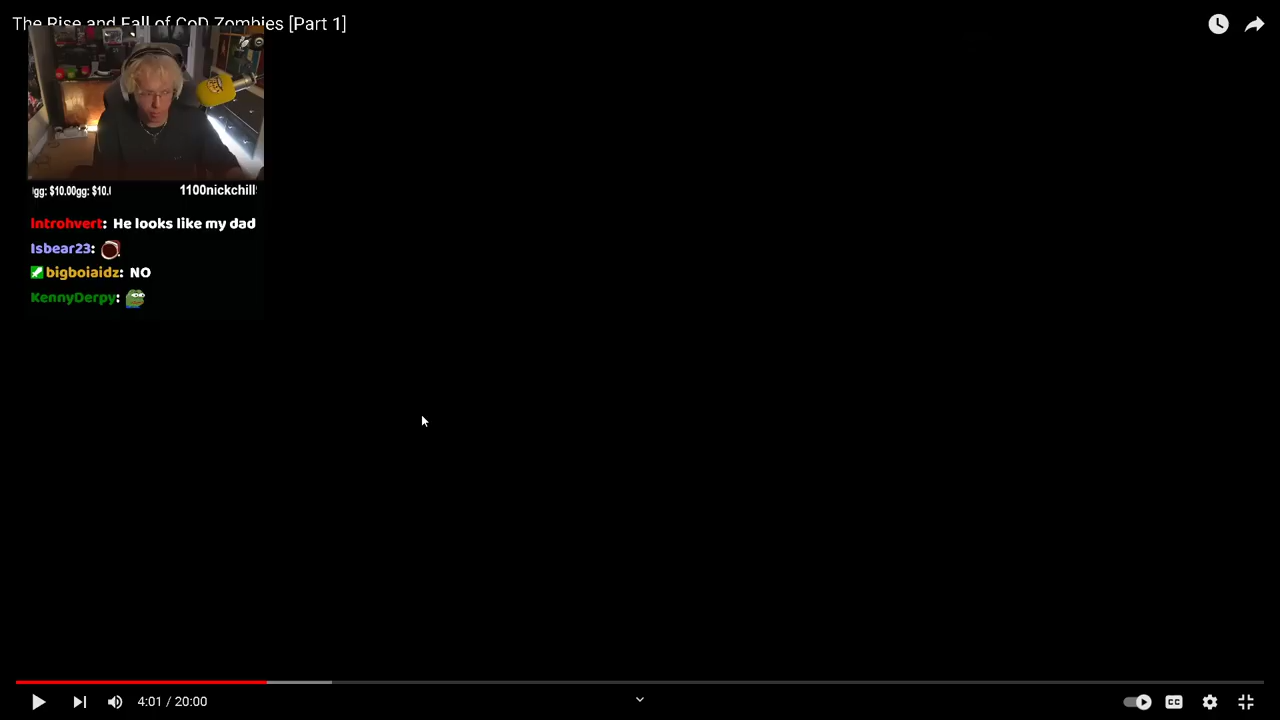 The Rise and Fall of CoD Zombies [Part 1]
gg: $10.00gg: $10.
1100nickchill
Introhvert: He looks like my dad
Isbear23:
bigboiaidz: NO
KennyDerpy:
4:01 / 20:00
CC